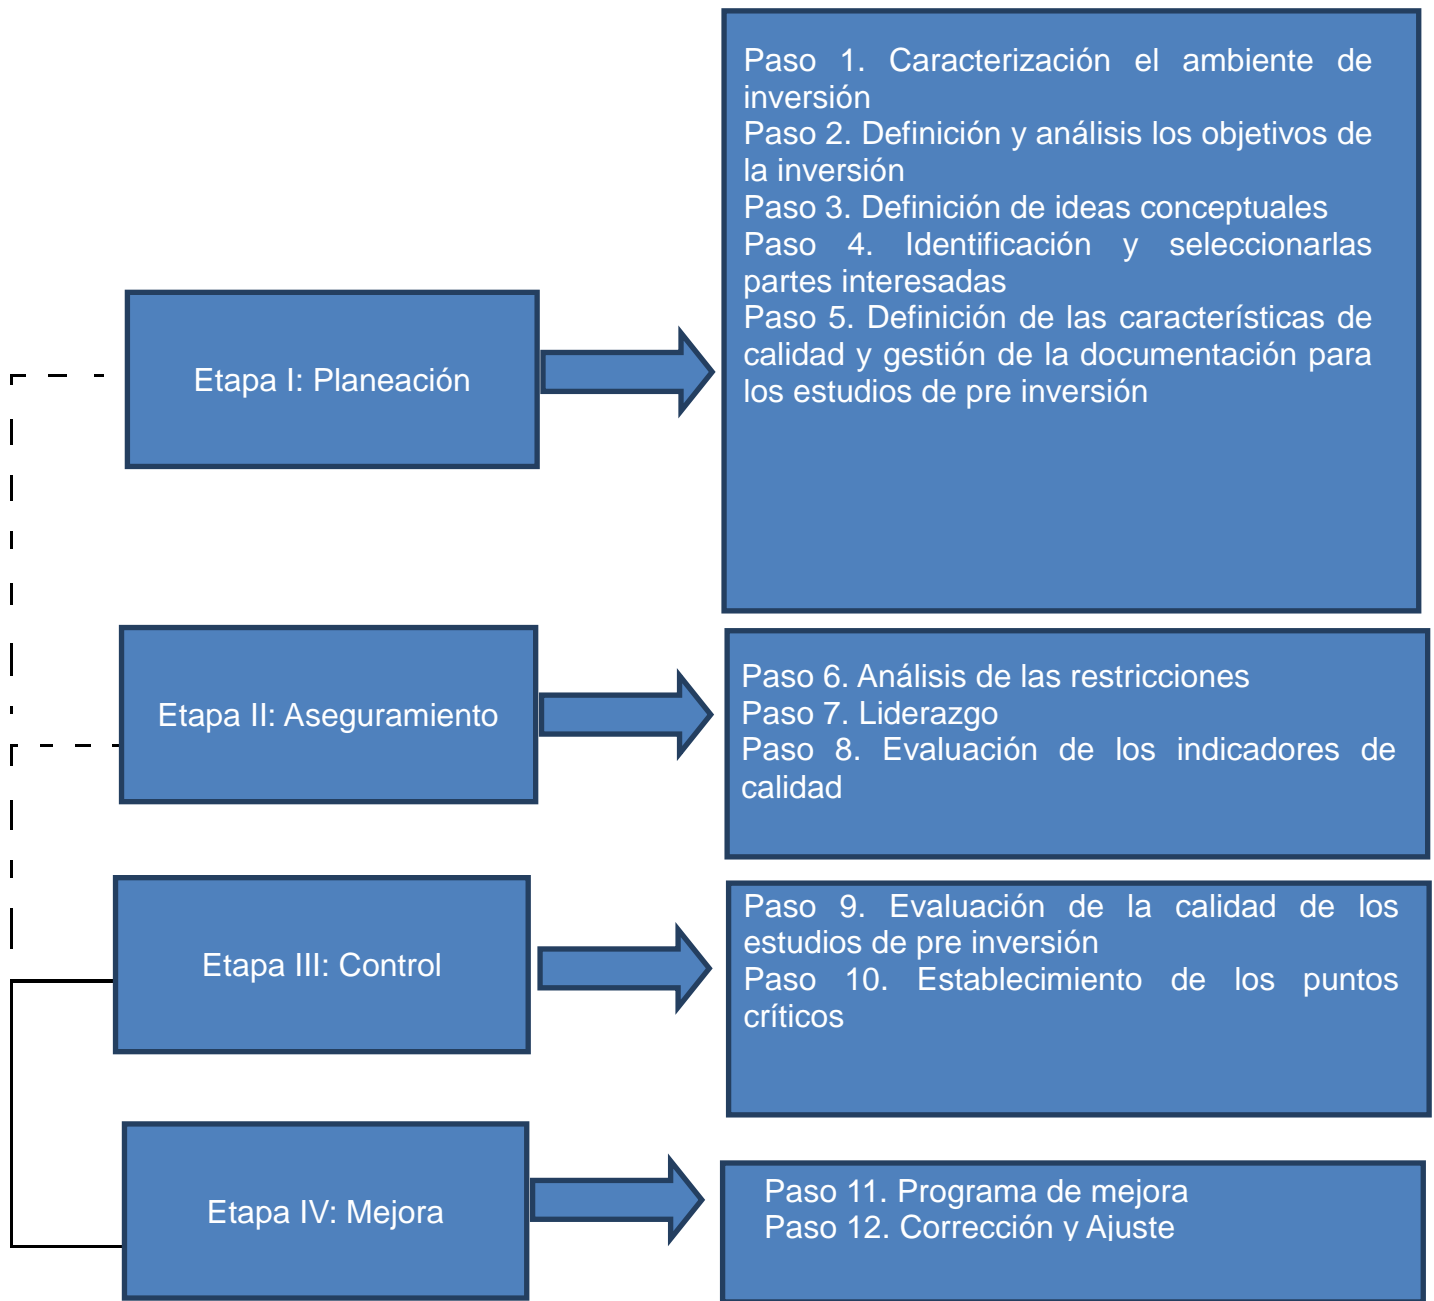 Paso 1. Caracterización el ambiente de
inversión
Paso 2. Definición y análisis los objetivos de
la inversión
Paso 3. Definición de ideas conceptuales
Paso 4. Identificación y seleccionarlas
partes interesadas
Paso 5. Definición de las características de
calidad y gestión de la documentación para
los estudios de pre inversión
Etapa I: Planeación
Etapa II: Aseguramiento
Paso 6. Análisis de las restricciones
Paso 7. Liderazgo
Paso 8. Evaluación de los indicadores de
calidad
Etapa III: Control
Paso 9. Evaluación de la calidad de los
estudios de pre inversión
Paso 10. Establecimiento de los puntos
críticos
Etapa IV: Mejora
Paso 11. Programa de mejora
Paso 12. Corrección y Ajuste